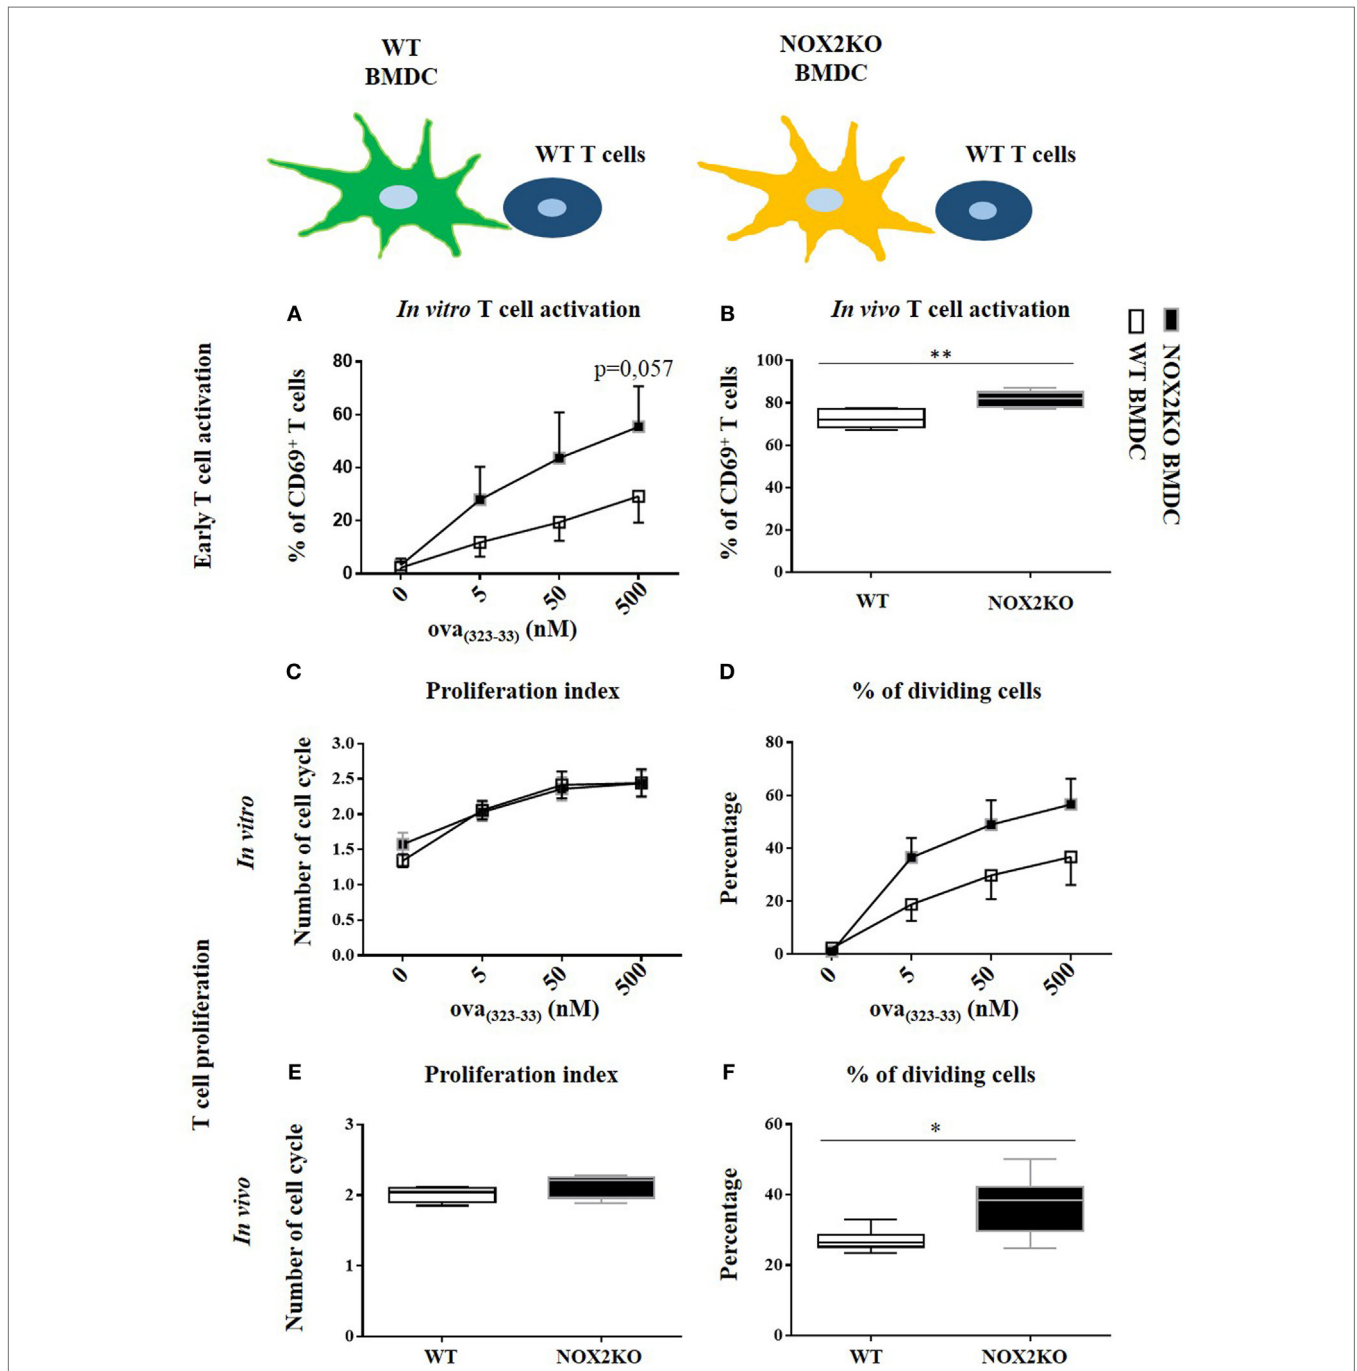 WT
BMDC
NOX2KO
BMDC
WT T cells
WT T cells
A
In vitro T cell activation
B
In vivo T cell activation
NOX2KO BMDC
WT BMDC
Early T cell activation
% of CD69+ T cells
80
60
40
20
0
p=0,057
0
5
50
500
ova(323-33) (nM)
% of CD69+ T cells
100
80
60
40
20
0
**
WT
NOX2KO
C
Proliferation index
D
% of dividing cells
T cell proliferation
In vitro
Number of cell cycle
3.0
2.5
2.0
1.5
1.0
0.5
0.0
0
5
50
500
ova(323-33) (nM)
Percentage
80
60
40
20
0
0
5
50
500
ova(323-33) (nM)
E
Proliferation index
F
% of dividing cells
In vivo
Number of cell cycle
3
2
1
0
WT
NOX2KO
Percentage
60
40
20
0
*
WT
NOX2KO